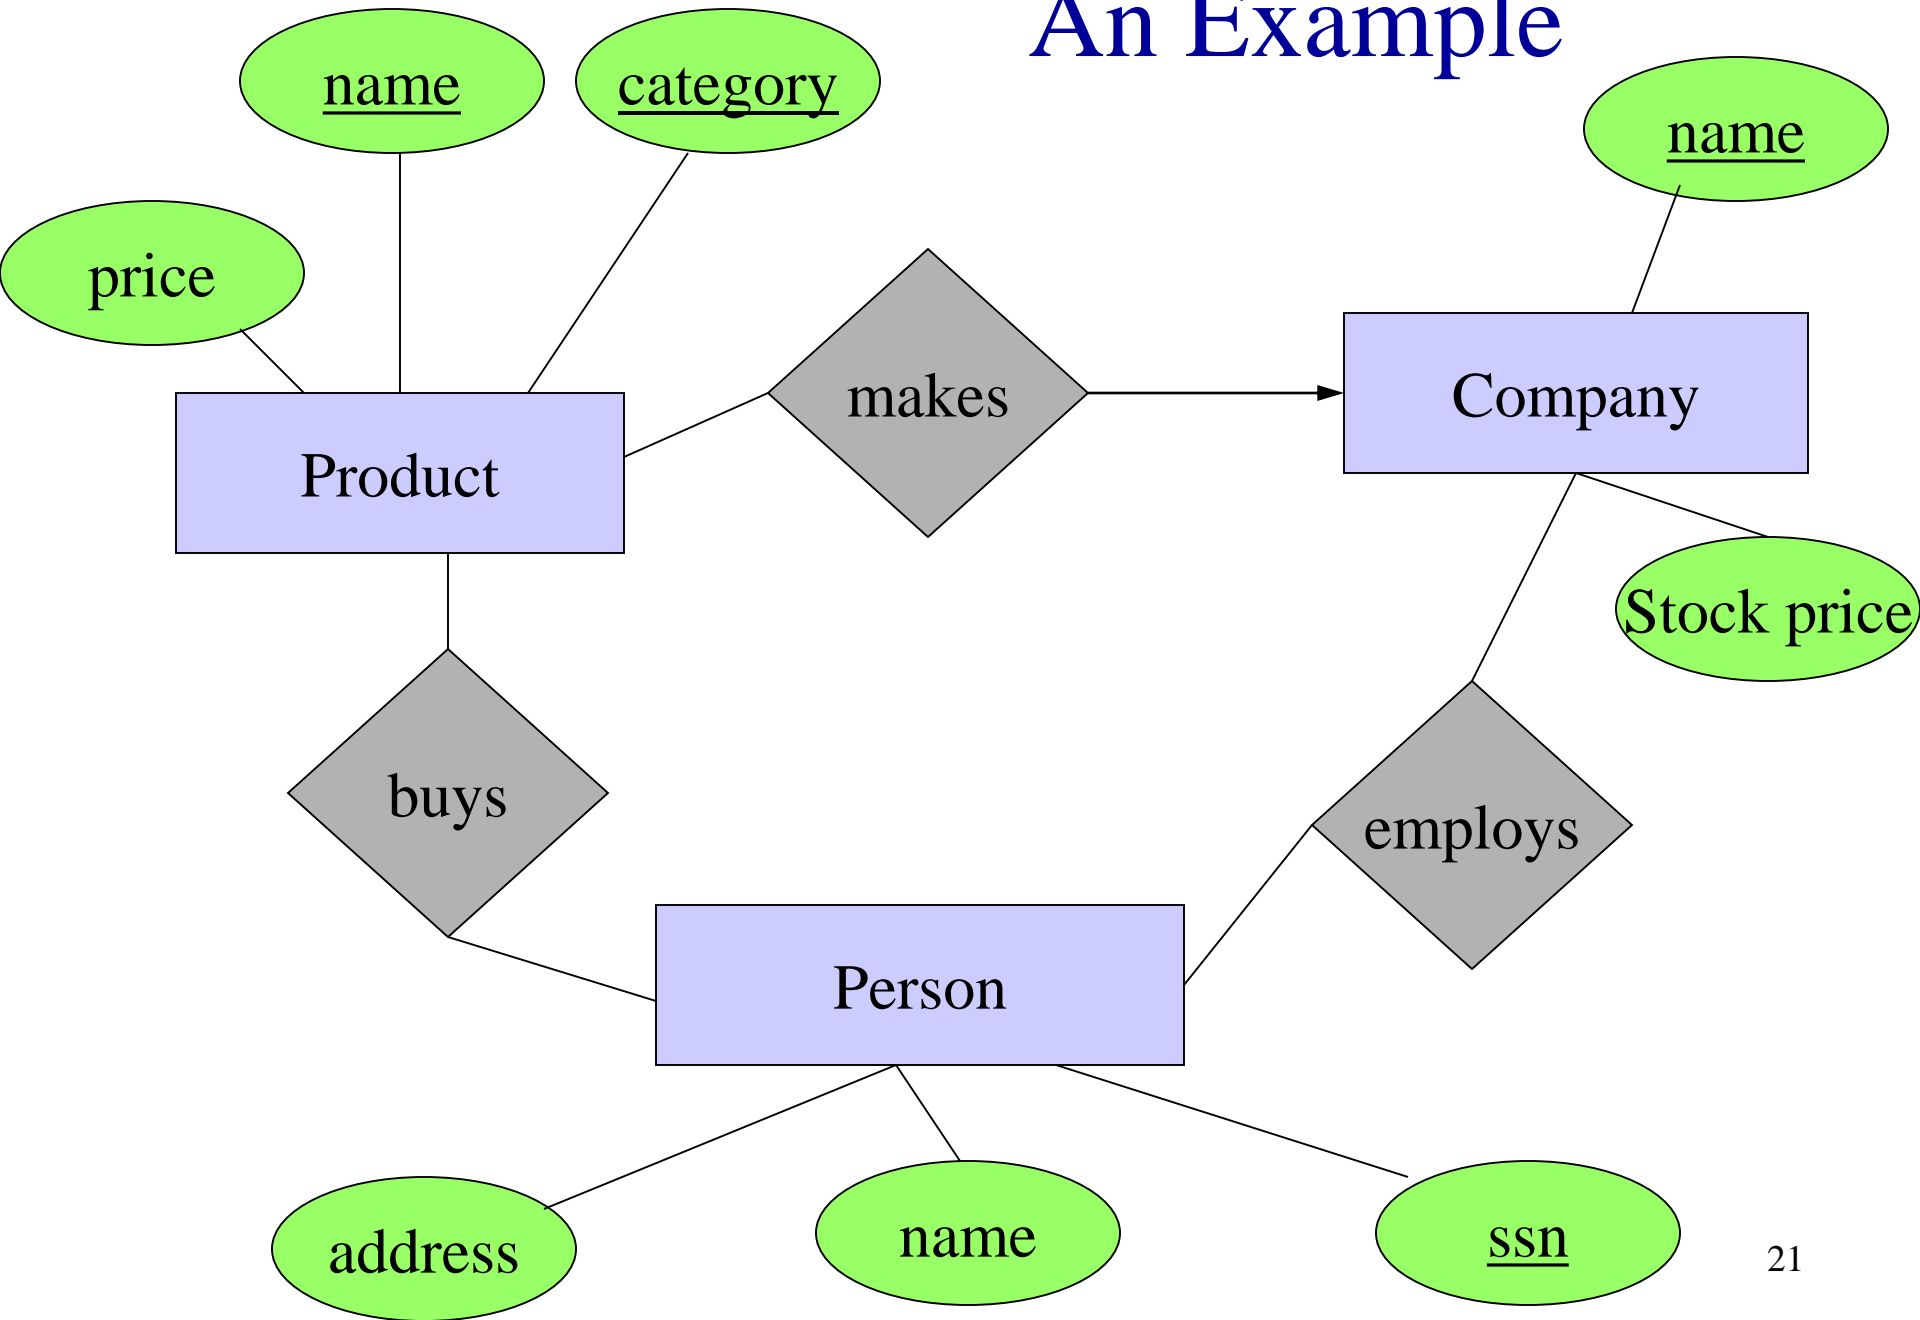 An Example
name
category
name
price
makes
Company
Product
Stock price
buys
employs
Person
address
name
ssn
21